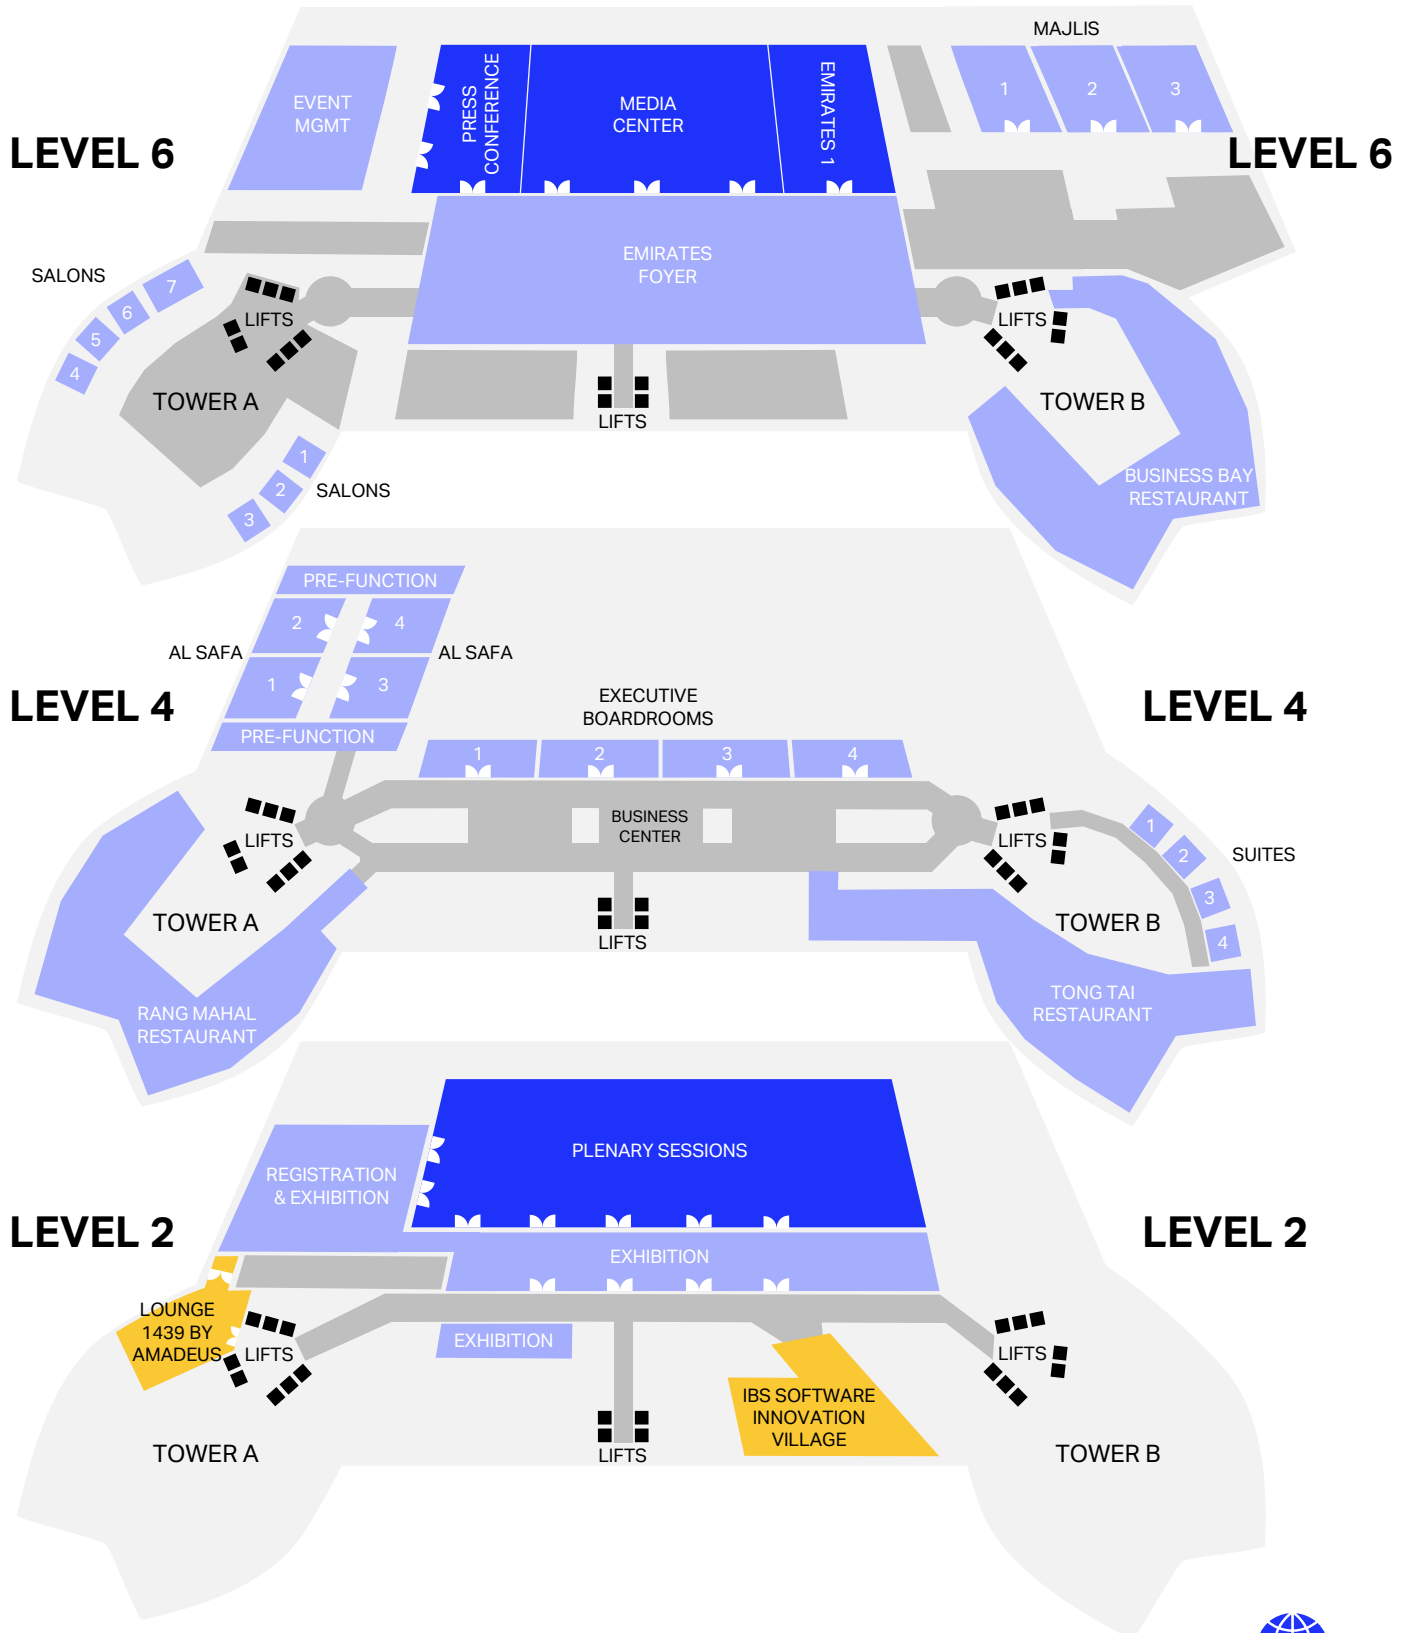 MAJLIS
EVENT
MGMT
PRESS
CONFERENCE
MEDIA
CENTER
EMIRATES 1
1
2
3
LEVEL 6
LEVEL 6
EMIRATES
FOYER
SALONS
7
6
5
4
LIFTS
LIFTS
TOWER A
TOWER B
LIFTS
1
2
3
SALONS
BUSINESS BAY
RESTAURANT
PRE-FUNCTION
2
4
AL SAFA
AL SAFA
1
3
PRE-FUNCTION
LEVEL 4
LEVEL 4
EXECUTIVE
BOARDROOMS
1
2
3
4
BUSINESS
CENTER
LIFTS
LIFTS
1
2
3
4
SUITES
TOWER A
TOWER B
LIFTS
RANG MAHAL
RESTAURANT
TONG TAI
RESTAURANT
PLENARY SESSIONS
REGISTRATION
& EXHIBITION
LEVEL 2
LEVEL 2
EXHIBITION
LOUNGE
1439 BY
AMADEUS
LIFTS
EXHIBITION
LIFTS
IBS SOFTWARE
INNOVATION
VILLAGE
TOWER A
LIFTS
TOWER B